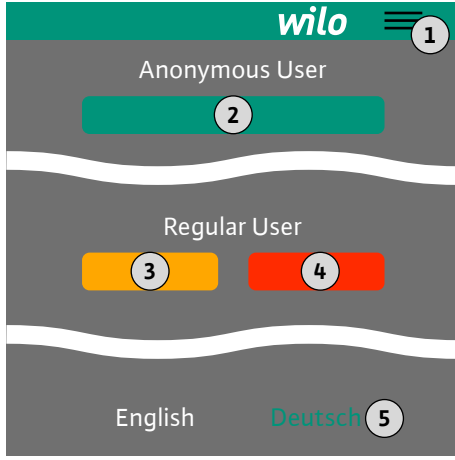 wilo
1
Anonymous User
2
Regular User
3 4
English Deutsch 5